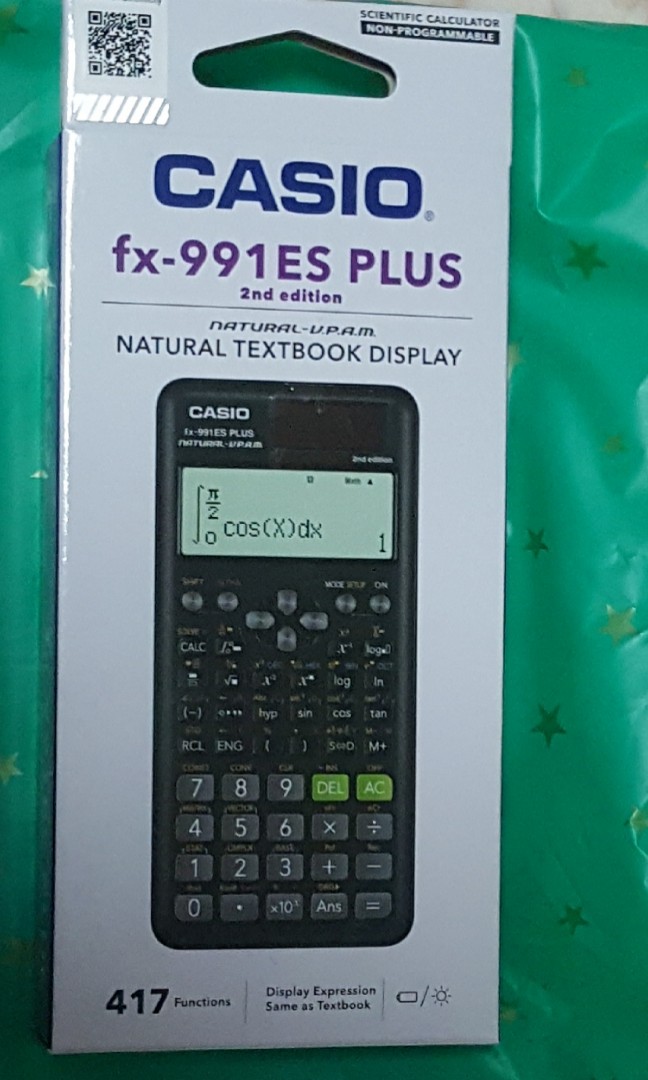 SCIENTIFIC CALCULATOR
NON-PROGRAMMABLE
CASIO®
fx-991ES PLUS
2nd edition
NATURAL-V.P.A.M.
NATURAL TEXTBOOK DISPLAY
CASIO
fx-991ES PLUS
NATURAL-V.P.A.M.
2nd edition
Math ▲
π
2
∫ cos(X)dx
0
1
SHIFT MODE SETUP ON
SOLVE
CALC
log ln
(−) hyp sin cos tan
RCL ENG ( ) S⇔D M+
7 8 9 DEL AC
4 5 6 × ÷
1 2 3 + −
0 . ×10ˣ Ans =
417 Functions
Display Expression
Same as Textbook